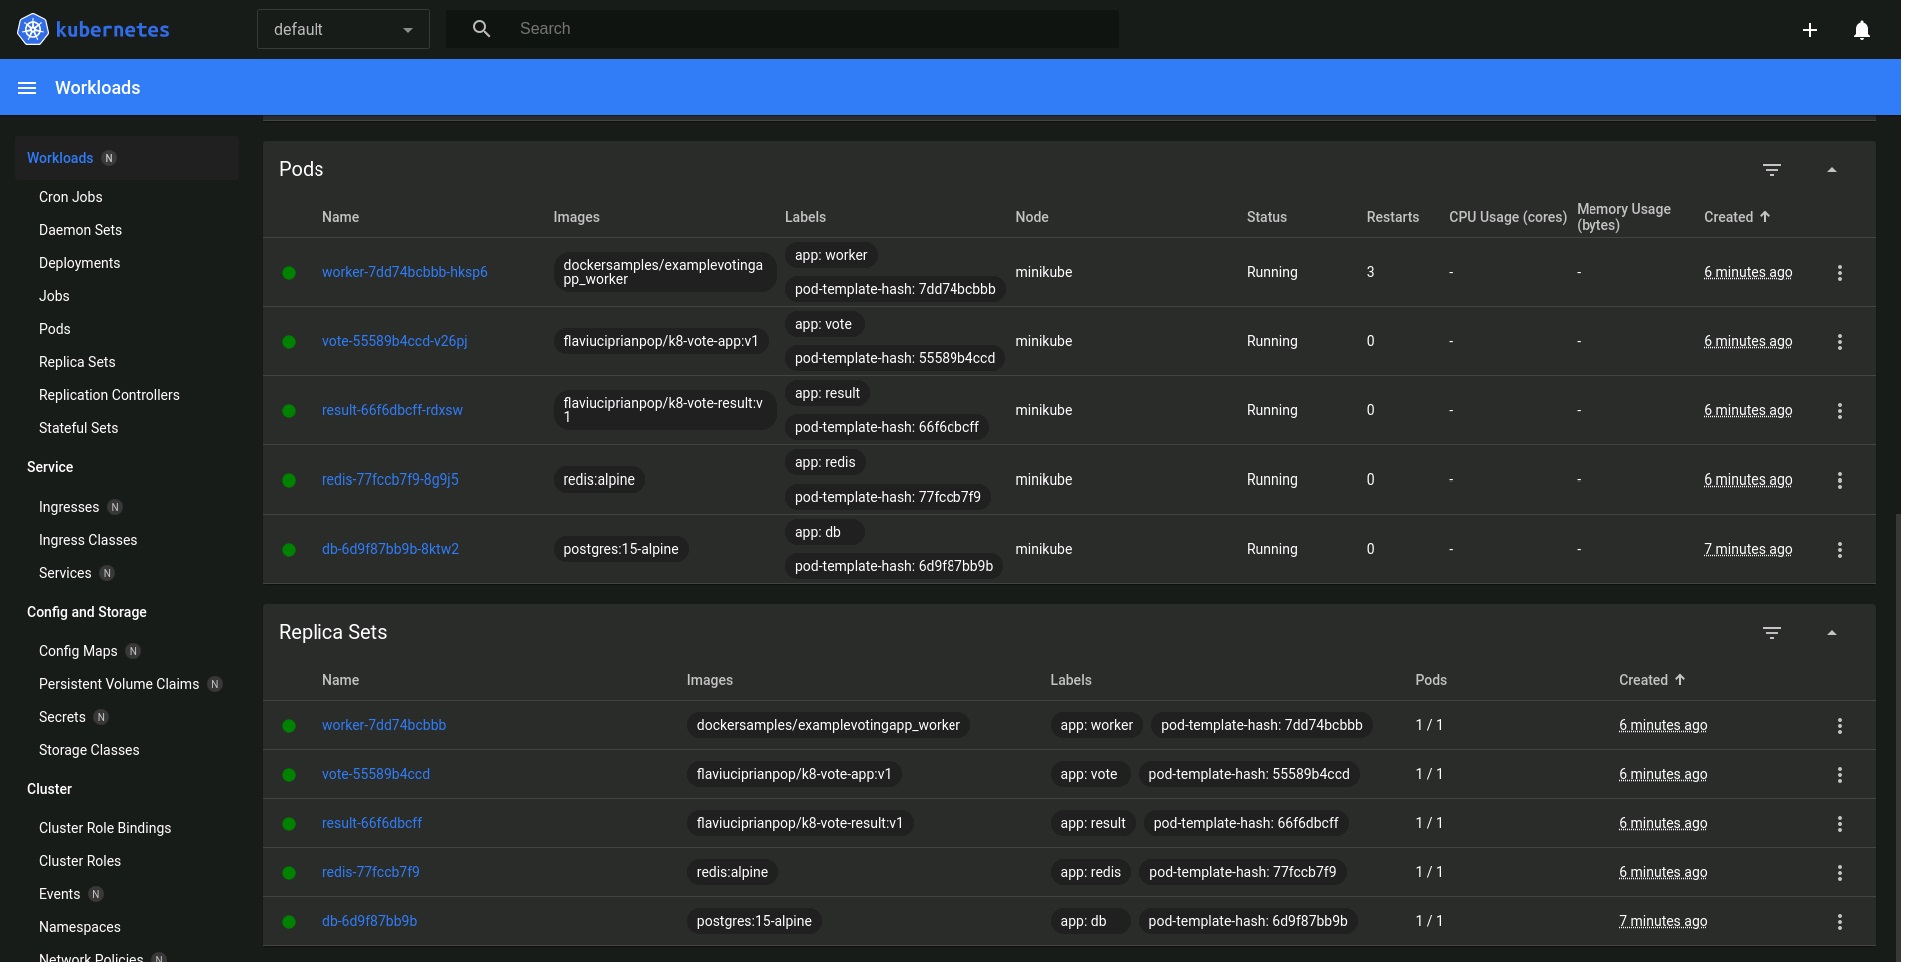 kubernetes
default
Search
Workloads
Workloads N
Cron Jobs
Daemon Sets
Deployments
Jobs
Pods
Replica Sets
Replication Controllers
Stateful Sets
Service
Ingresses N
Ingress Classes
Services N
Config and Storage
Config Maps N
Persistent Volume Claims N
Secrets N
Storage Classes
Cluster
Cluster Role Bindings
Cluster Roles
Events N
Namespaces
Network Policies N
Pods
Name Images Labels Node Status Restarts CPU Usage (cores) Memory Usage
(bytes) Created
worker-7dd74bcbbb-hksp6 dockersamples/examplevotinga
pp_worker app: worker
pod-template-hash: 7dd74bcbbb minikube Running 3 - - 6 minutes ago
vote-55589b4ccd-v26pj flaviuciprianpop/k8-vote-app:v1 app: vote
pod-template-hash: 55589b4ccd minikube Running 0 - - 6 minutes ago
result-66f6dbcff-rdxsw flaviuciprianpop/k8-vote-result:v
1 app: result
pod-template-hash: 66f6dbcff minikube Running 0 - - 6 minutes ago
redis-77fccb7f9-8g9j5 redis:alpine app: redis
pod-template-hash: 77fccb7f9 minikube Running 0 - - 6 minutes ago
db-6d9f87bb9b-8ktw2 postgres:15-alpine app: db
pod-template-hash: 6d9f87bb9b minikube Running 0 - - 7 minutes ago
Replica Sets
Name Images Labels Pods Created
worker-7dd74bcbbb dockersamples/examplevotingapp_worker app: worker pod-template-hash: 7dd74bcbbb 1 / 1 6 minutes ago
vote-55589b4ccd flaviuciprianpop/k8-vote-app:v1 app: vote pod-template-hash: 55589b4ccd 1 / 1 6 minutes ago
result-66f6dbcff flaviuciprianpop/k8-vote-result:v1 app: result pod-template-hash: 66f6dbcff 1 / 1 6 minutes ago
redis-77fccb7f9 redis:alpine app: redis pod-template-hash: 77fccb7f9 1 / 1 6 minutes ago
db-6d9f87bb9b postgres:15-alpine app: db pod-template-hash: 6d9f87bb9b 1 / 1 7 minutes ago